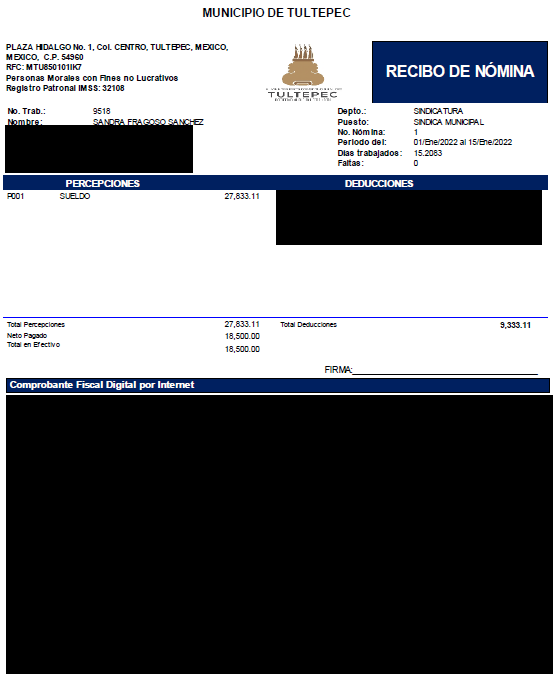 MUNICIPIO DE TULTEPEC
PLAZA HIDALGO No. 1, Col. CENTRO, TULTEPEC, MEXICO,
MEXICO, C.P. 54960
RFC: MTU850101IK7
Personas Morales con Fines no Lucrativos
Registro Patronal IMSS: 32108
TULTEPEC
RECIBO DE NÓMINA
No. Trab.: 9518
Nombre: SANDRA FRAGOSO SANCHEZ
Depto.: SINDICATURA
Puesto: SINDICA MUNICIPAL
No. Nómina: 1
Periodo del: 01/Ene/2022 al 15/Ene/2022
Dias trabajados: 15.2083
Faltas: 0
PERCEPCIONES DEDUCCIONES
P001 SUELDO 27,833.11
Total Percepciones 27,833.11 Total Deducciones 9,333.11
Neto Pagado 18,500.00
Total en Efectivo 18,500.00
FIRMA:
Comprobante Fiscal Digital por Internet